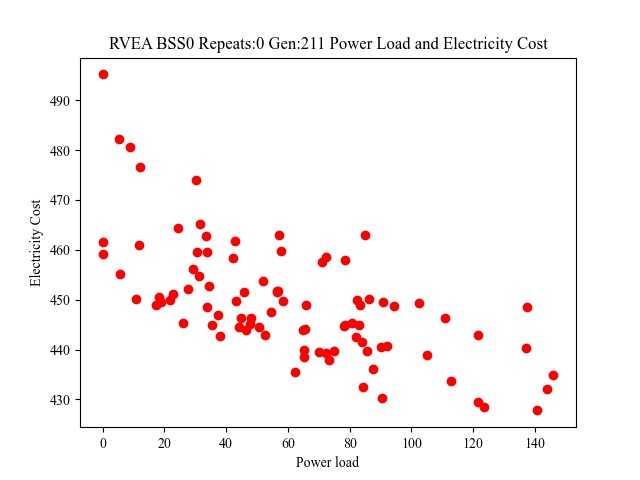 RVEA BSS0 Repeats:0 Gen:211 Power Load and Electricity Cost
490
480
470
460
450
440
430
Electricity Cost
0 20 40 60 80 100 120 140
Power load